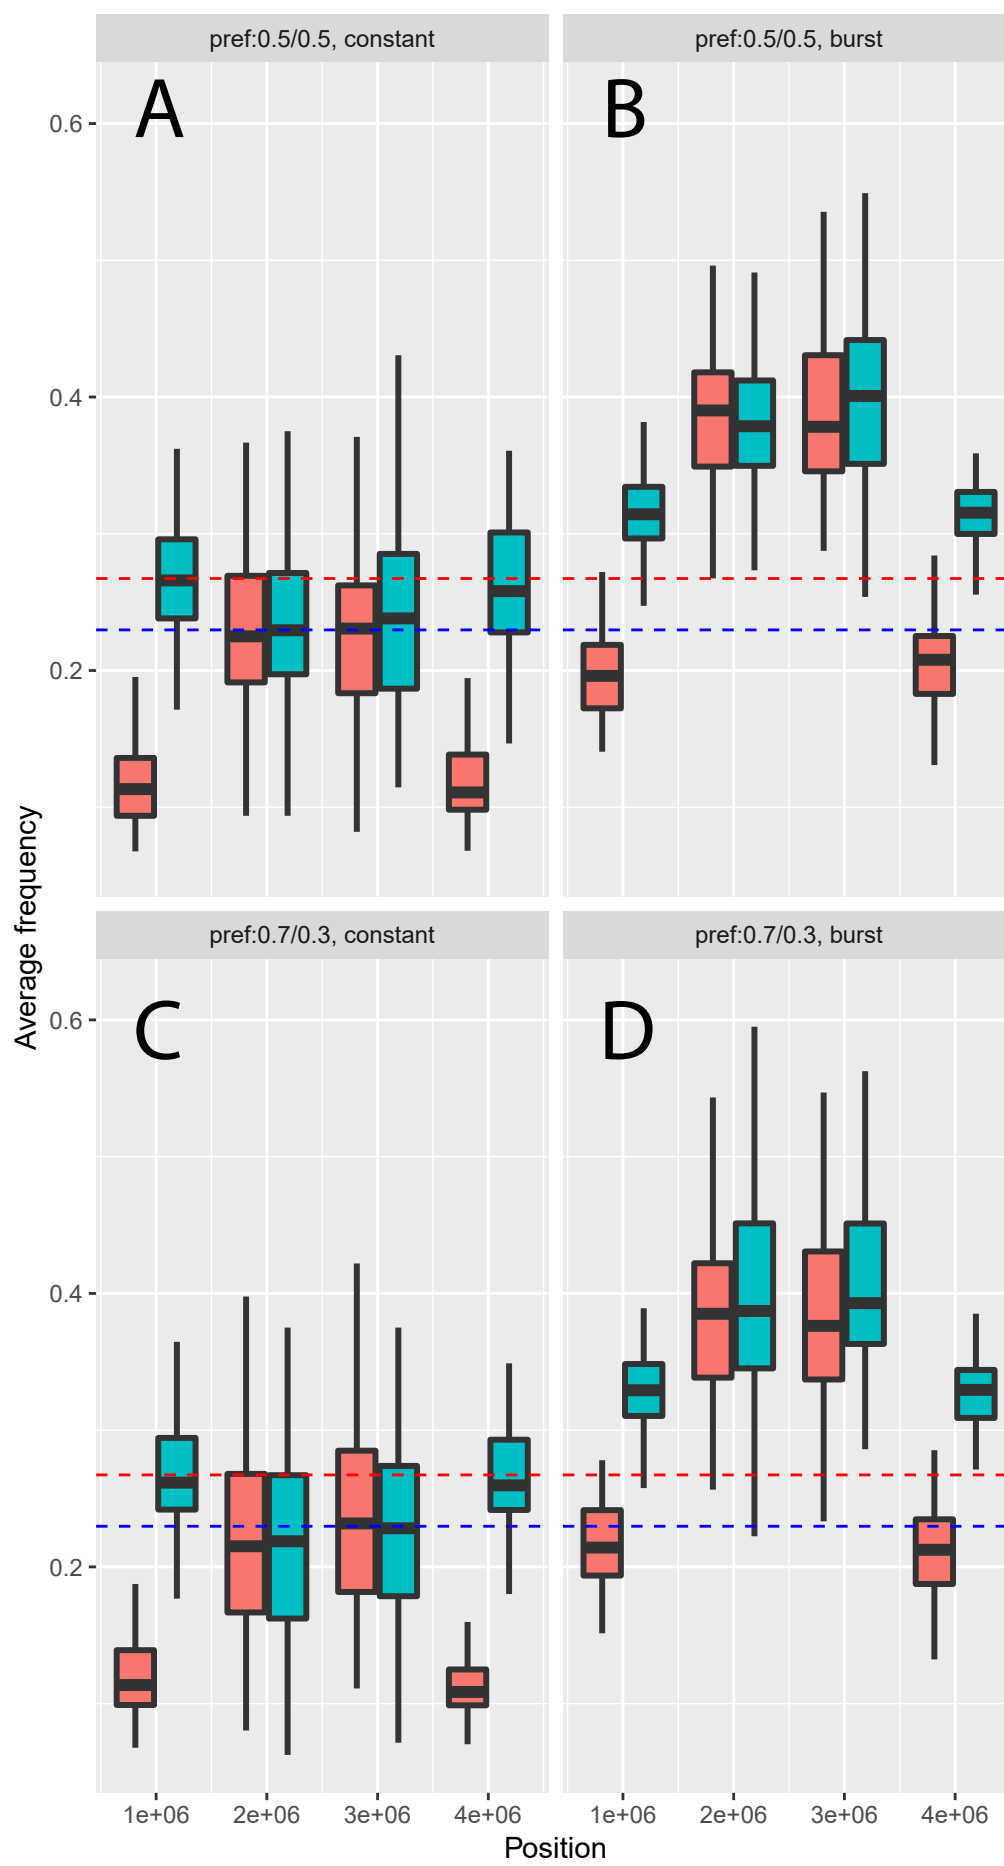 pref:0.5/0.5, constant
pref:0.5/0.5, burst
A
B
0.6
0.4
0.2
Average frequency
pref:0.7/0.3, constant
pref:0.7/0.3, burst
C
D
0.6
0.4
0.2
1e+06 2e+06 3e+06 4e+06
1e+06 2e+06 3e+06 4e+06
Position